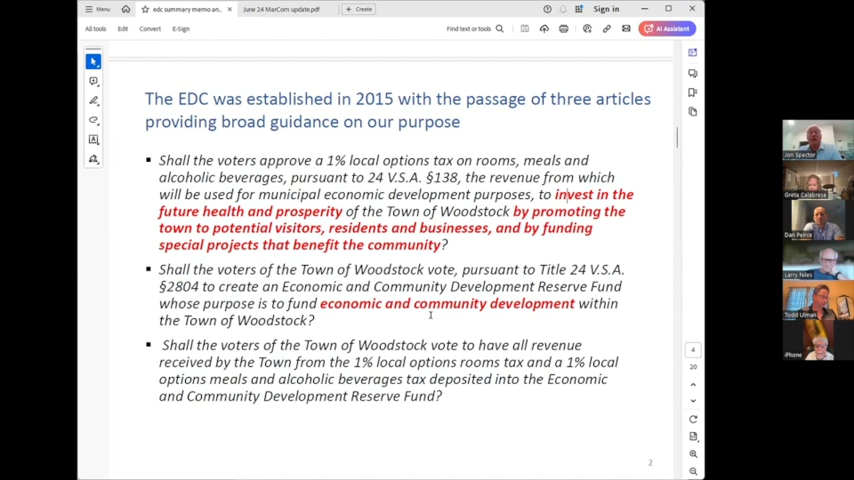 Menu
edc summary memo an...
June 24 MarCom update.pdf
Create
Sign in
All tools
Edit
Convert
E-Sign
Find text or tools
AI Assistant
The EDC was established in 2015 with the passage of three articles
providing broad guidance on our purpose
Shall the voters approve a 1% local options tax on rooms, meals and
alcoholic beverages, pursuant to 24 V.S.A. §138, the revenue from which
will be used for municipal economic development purposes, to invest in the
future health and prosperity of the Town of Woodstock by promoting the
town to potential visitors, residents and businesses, and by funding
special projects that benefit the community?
Shall the voters of the Town of Woodstock vote, pursuant to Title 24 V.S.A.
§2804 to create an Economic and Community Development Reserve Fund
whose purpose is to fund economic and community development within
the Town of Woodstock?
Shall the voters of the Town of Woodstock vote to have all revenue
received by the Town from the 1% local options rooms tax and a 1% local
options meals and alcoholic beverages tax deposited into the Economic
and Community Development Reserve Fund?
2
4
20
Jon Spector
Greta Calabrese
Dan Peirce
Larry Niles
Todd Ulman
iPhone